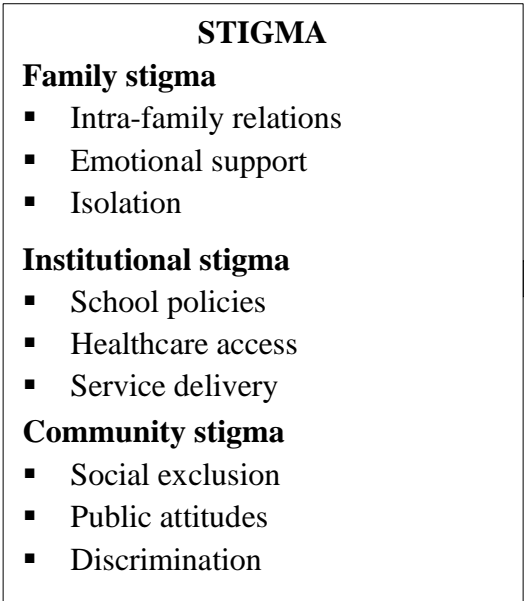 STIGMA
Family stigma
▪ Intra-family relations
▪ Emotional support
▪ Isolation
Institutional stigma
▪ School policies
▪ Healthcare access
▪ Service delivery
Community stigma
▪ Social exclusion
▪ Public attitudes
▪ Discrimination